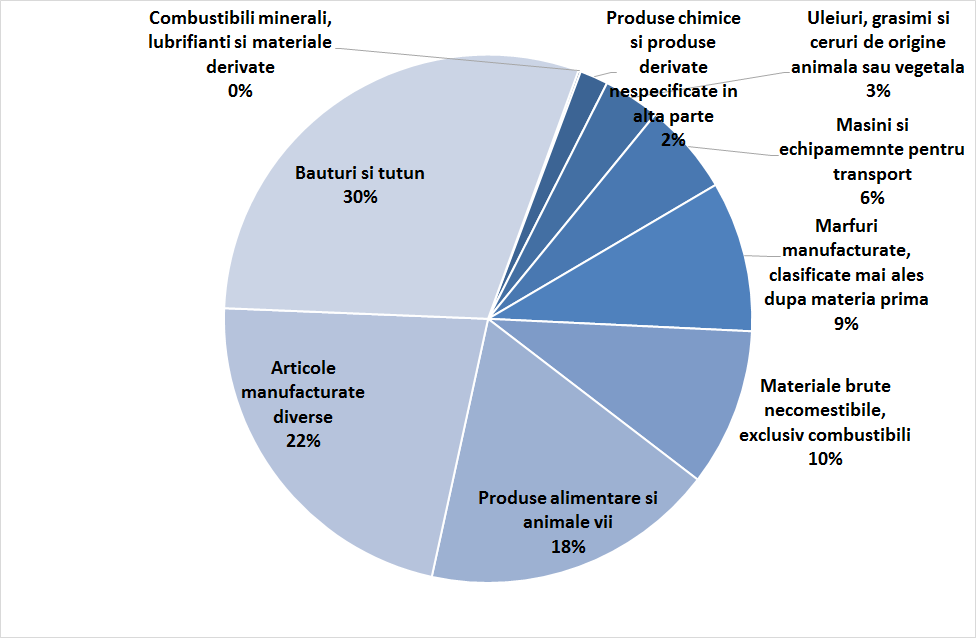 Combustibili minerali,
lubrifianti si materiale
derivate
0%
Produse chimice
si produse
derivate
nespecificate in
alta parte
2%
Uleiuri, grasimi si
ceruri de origine
animala sau vegetala
3%
Masini si
echipamemnte pentru
transport
6%
Marfuri
manufacturate,
clasificate mai ales
dupa materia prima
9%
Materiale brute
necomestibile,
exclusiv combustibili
10%
Produse alimentare si
animale vii
18%
Articole
manufacturate
diverse
22%
Bauturi si tutun
30%